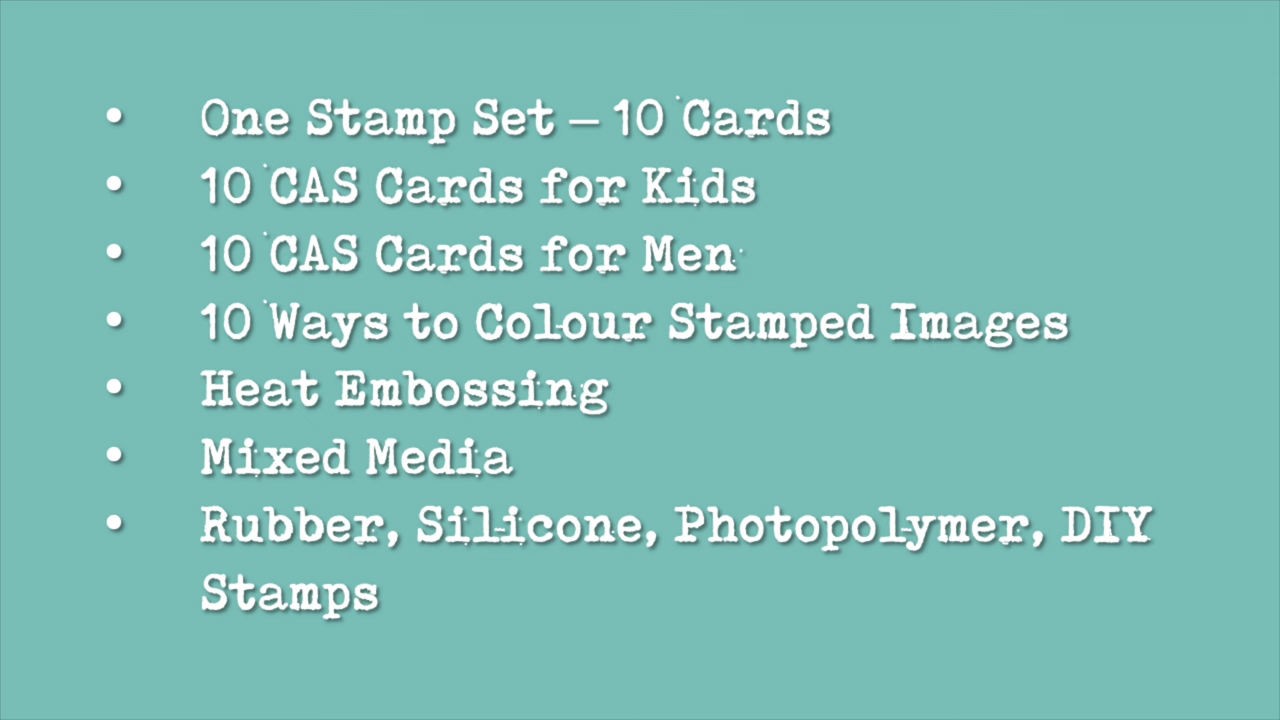 • One Stamp Set – 10 Cards
• 10 CAS Cards for Kids
• 10 CAS Cards for Men
• 10 Ways to Colour Stamped Images
• Heat Embossing
• Mixed Media
• Rubber, Silicone, Photopolymer, DIY
Stamps